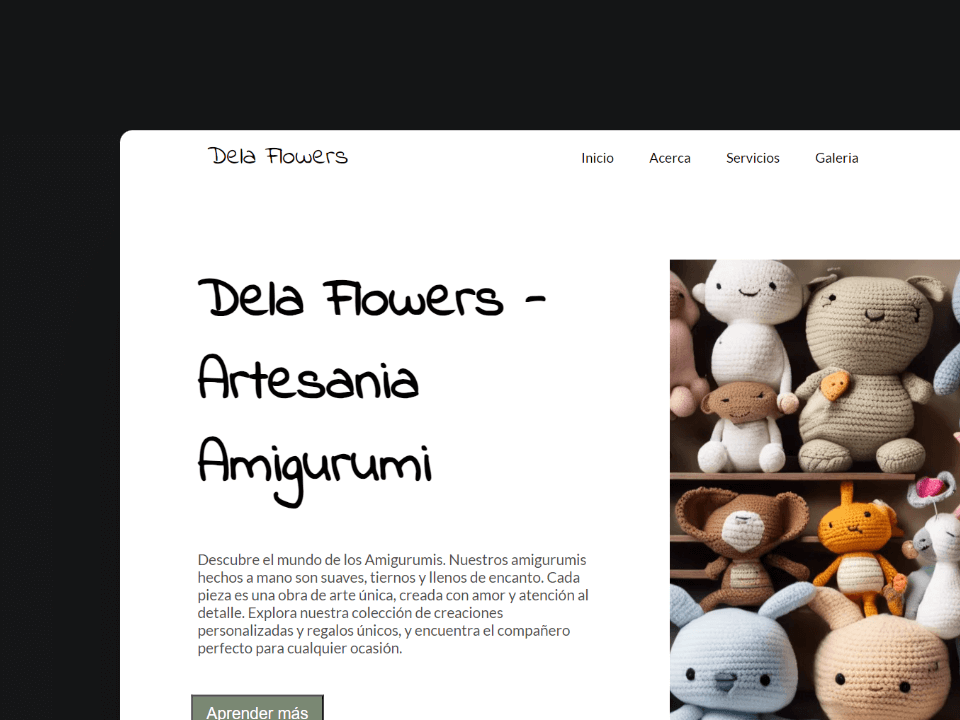 Dela Flowers
Inicio Acerca Servicios Galeria
Dela Flowers -
Artesania
Amigurumi
Descubre el mundo de los Amigurumis. Nuestros amigurumis
hechos a mano son suaves, tiernos y llenos de encanto. Cada
pieza es una obra de arte única, creada con amor y atención al
detalle. Explora nuestra colección de creaciones
personalizadas y regalos únicos, y encuentra el compañero
perfecto para cualquier ocasión.
Aprender más